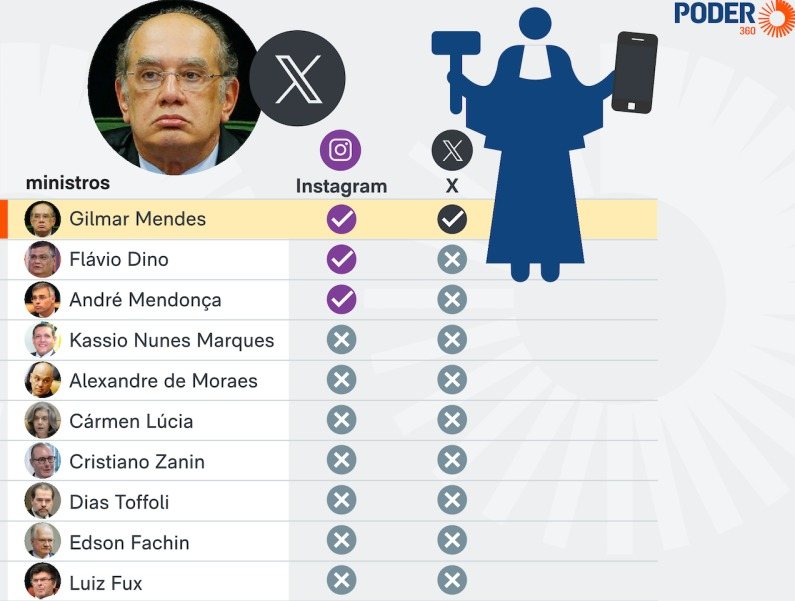 PODER
360
Instagram
X
ministros
Gilmar Mendes
Flávio Dino
André Mendonça
Kassio Nunes Marques
Alexandre de Moraes
Cármen Lúcia
Cristiano Zanin
Dias Toffoli
Edson Fachin
Luiz Fux